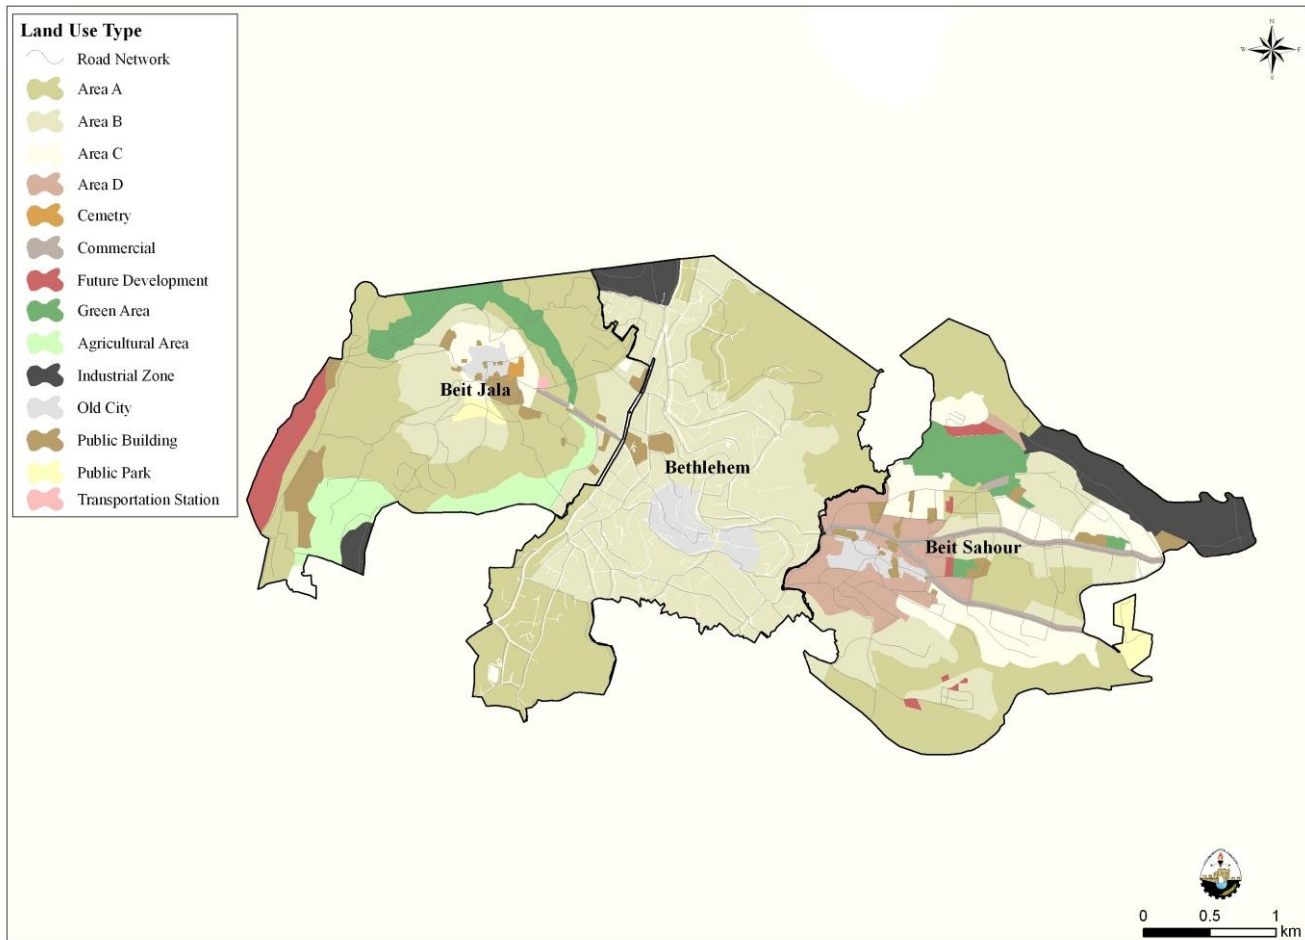 Land Use Type
Road Network
Area A
Area B
Area C
Area D
Cemetry
Commercial
Future Development
Green Area
Agricultural Area
Industrial Zone
Old City
Public Building
Public Park
Transportation Station
N
W
E
S
Beit Jala
Bethlehem
Beit Sahour
0 0.5 1
km